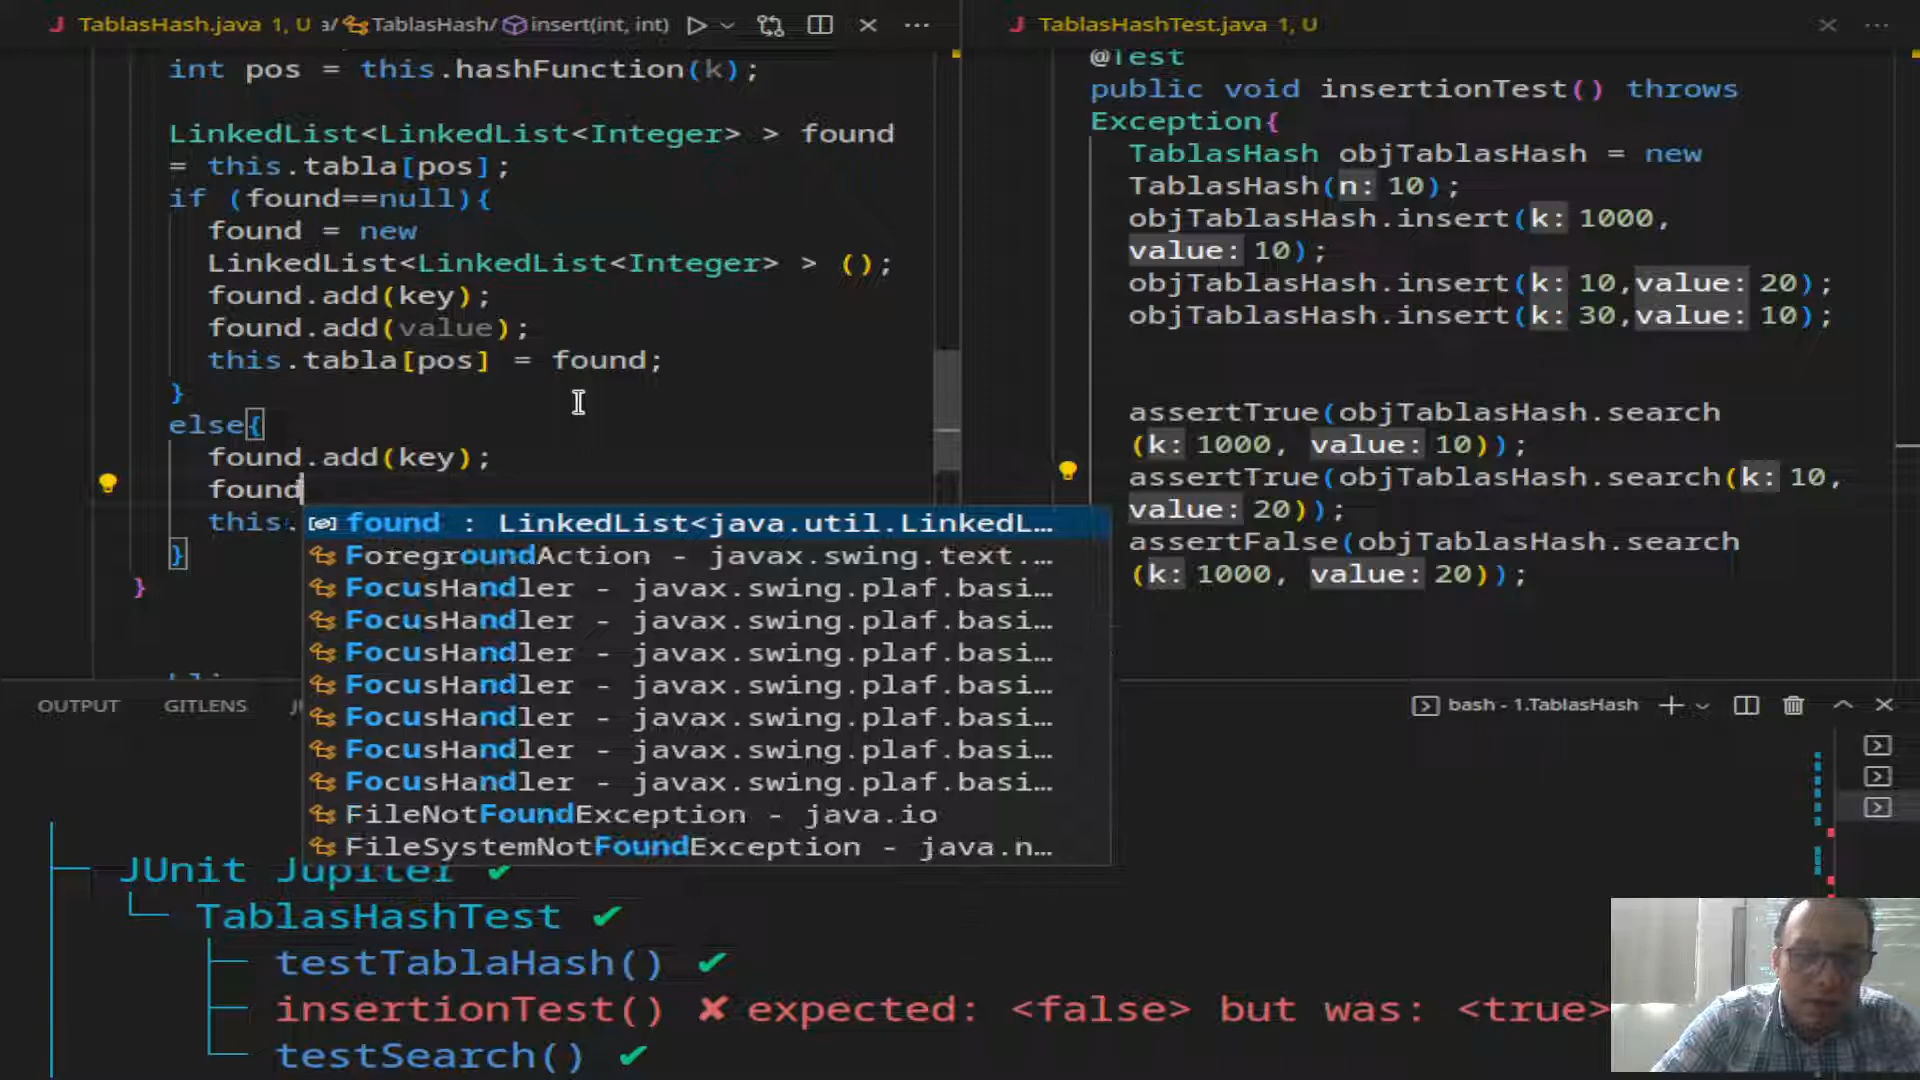 TablasHash.java 1, U a/ TablasHash/ insert(int, int)
int pos = this.hashFunction(k);
LinkedList<LinkedList<Integer> > found
= this.tabla[pos];
if (found==null){
found = new
LinkedList<LinkedList<Integer> > ();
found.add(key);
found.add(value);
this.tabla[pos] = found;
}
else{
found.add(key);
found
this.
}
}
found : LinkedList<java.util.LinkedL…
ForegroundAction - javax.swing.text.…
FocusHandler - javax.swing.plaf.basi…
FocusHandler - javax.swing.plaf.basi…
FocusHandler - javax.swing.plaf.basi…
FocusHandler - javax.swing.plaf.basi…
FocusHandler - javax.swing.plaf.basi…
FocusHandler - javax.swing.plaf.basi…
FocusHandler - javax.swing.plaf.basi…
FileNotFoundException - java.io
FileSystemNotFoundException - java.n…
TablasHashTest.java 1, U
@Test
public void insertionTest() throws
Exception{
TablasHash objTablasHash = new
TablasHash(n: 10);
objTablasHash.insert(k: 1000,
value: 10);
objTablasHash.insert(k: 10,value: 20);
objTablasHash.insert(k: 30,value: 10);
assertTrue(objTablasHash.search
(k: 1000, value: 10));
assertTrue(objTablasHash.search(k: 10,
value: 20));
assertFalse(objTablasHash.search
(k: 1000, value: 20));
OUTPUT GITLENS
bash - 1.TablasHash
JUnit Jupiter ✔
TablasHashTest ✔
testTablaHash() ✔
insertionTest() ✘ expected: <false> but was: <true>
testSearch() ✔